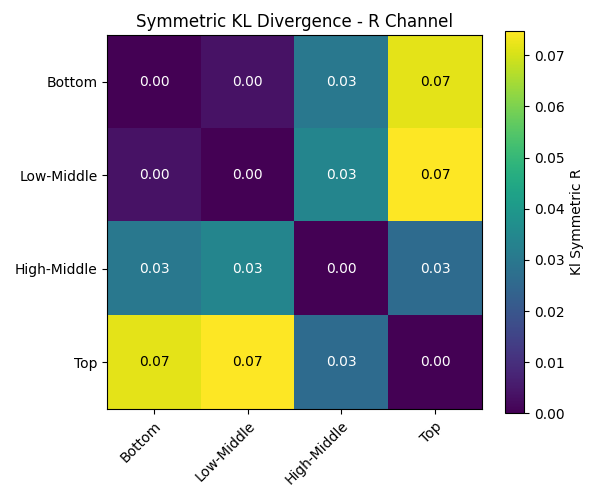 Symmetric KL Divergence - R Channel
Bottom 0.00 0.00 0.03 0.07
Low-Middle 0.00 0.00 0.03 0.07
High-Middle 0.03 0.03 0.00 0.03
Top 0.07 0.07 0.03 0.00
Bottom Low-Middle High-Middle Top
0.07
0.06
0.05
0.04
0.03
0.02
0.01
0.00
Kl Symmetric R